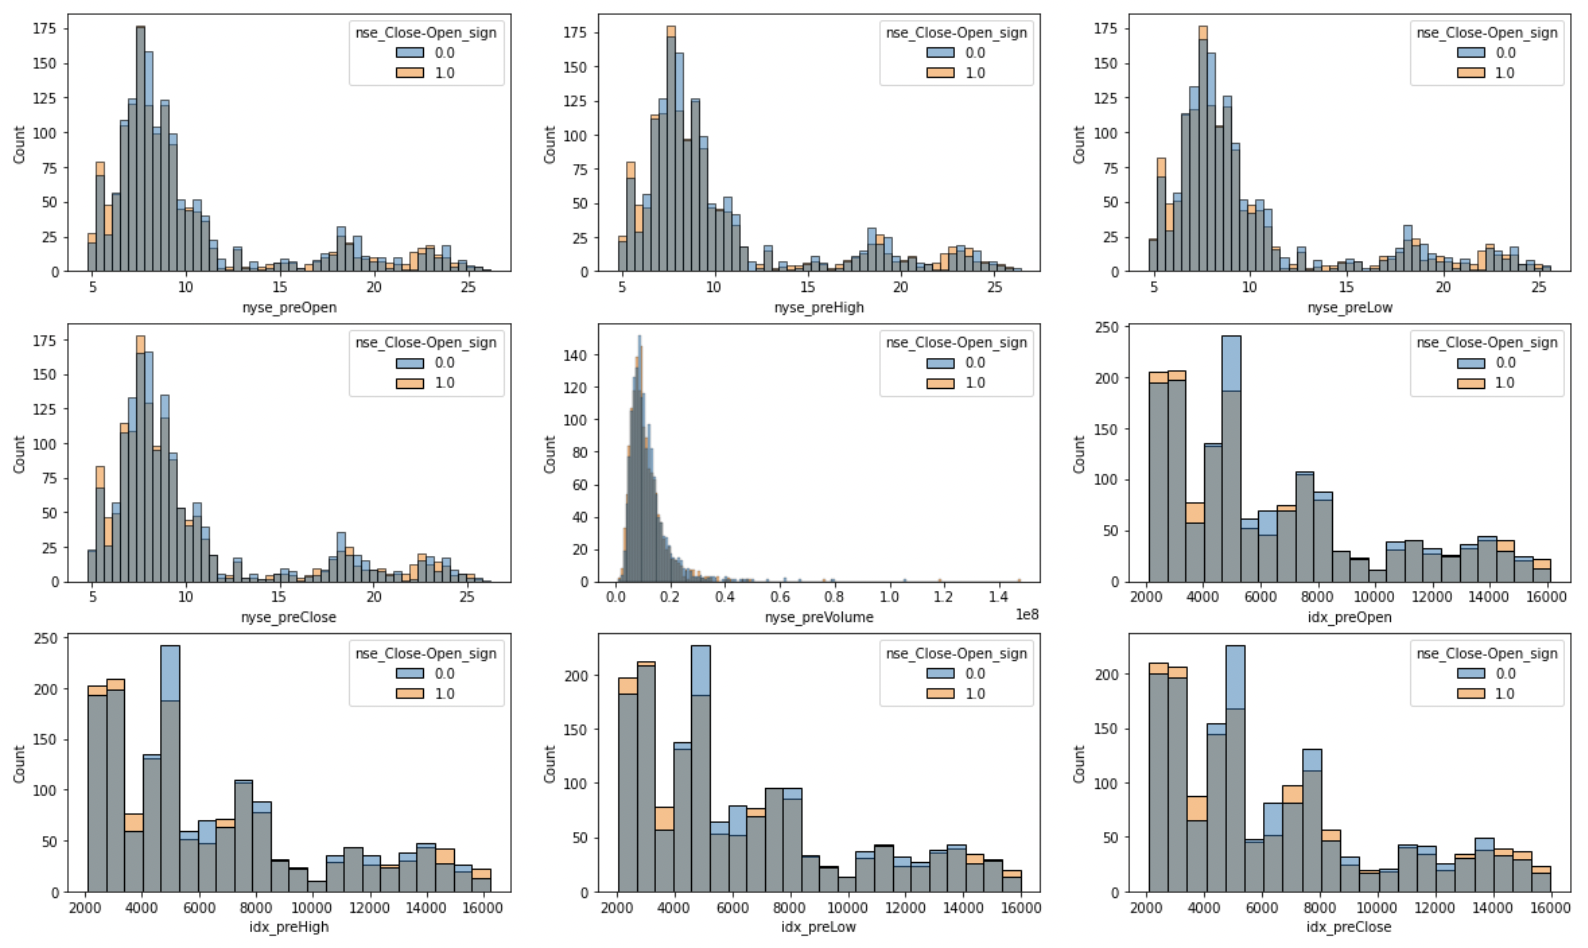 nse_Close-Open_sign
0.0
1.0
Count
175
150
125
100
75
50
25
0
5 10 15 20 25
nyse_preOpen
nse_Close-Open_sign
0.0
1.0
Count
175
150
125
100
75
50
25
0
5 10 15 20 25
nyse_preHigh
nse_Close-Open_sign
0.0
1.0
Count
175
150
125
100
75
50
25
0
5 10 15 20 25
nyse_preLow
nse_Close-Open_sign
0.0
1.0
Count
175
150
125
100
75
50
25
0
5 10 15 20 25
nyse_preClose
nse_Close-Open_sign
0.0
1.0
Count
140
120
100
80
60
40
20
0
0.0 0.2 0.4 0.6 0.8 1.0 1.2 1.4
1e8
nyse_preVolume
nse_Close-Open_sign
0.0
1.0
Count
250
200
150
100
50
0
2000 4000 6000 8000 10000 12000 14000 16000
idx_preOpen
nse_Close-Open_sign
0.0
1.0
Count
250
200
150
100
50
0
2000 4000 6000 8000 10000 12000 14000 16000
idx_preHigh
nse_Close-Open_sign
0.0
1.0
Count
200
150
100
50
0
2000 4000 6000 8000 10000 12000 14000 16000
idx_preLow
nse_Close-Open_sign
0.0
1.0
Count
200
150
100
50
0
2000 4000 6000 8000 10000 12000 14000 16000
idx_preClose